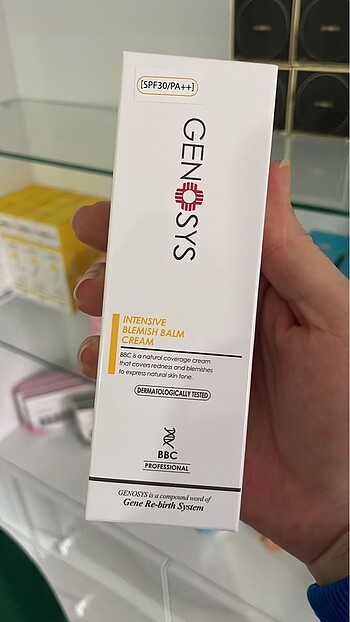 [SPF30/PA++]
GENOSYS
INTENSIVE
BLEMISH BALM
CREAM
BBC is a natural coverage cream
that covers redness and blemishes
to express natural skin tone.
DERMATOLOGICALLY TESTED
BBC
PROFESSIONAL
GENOSYS is a compound word of
Gene Re-birth System